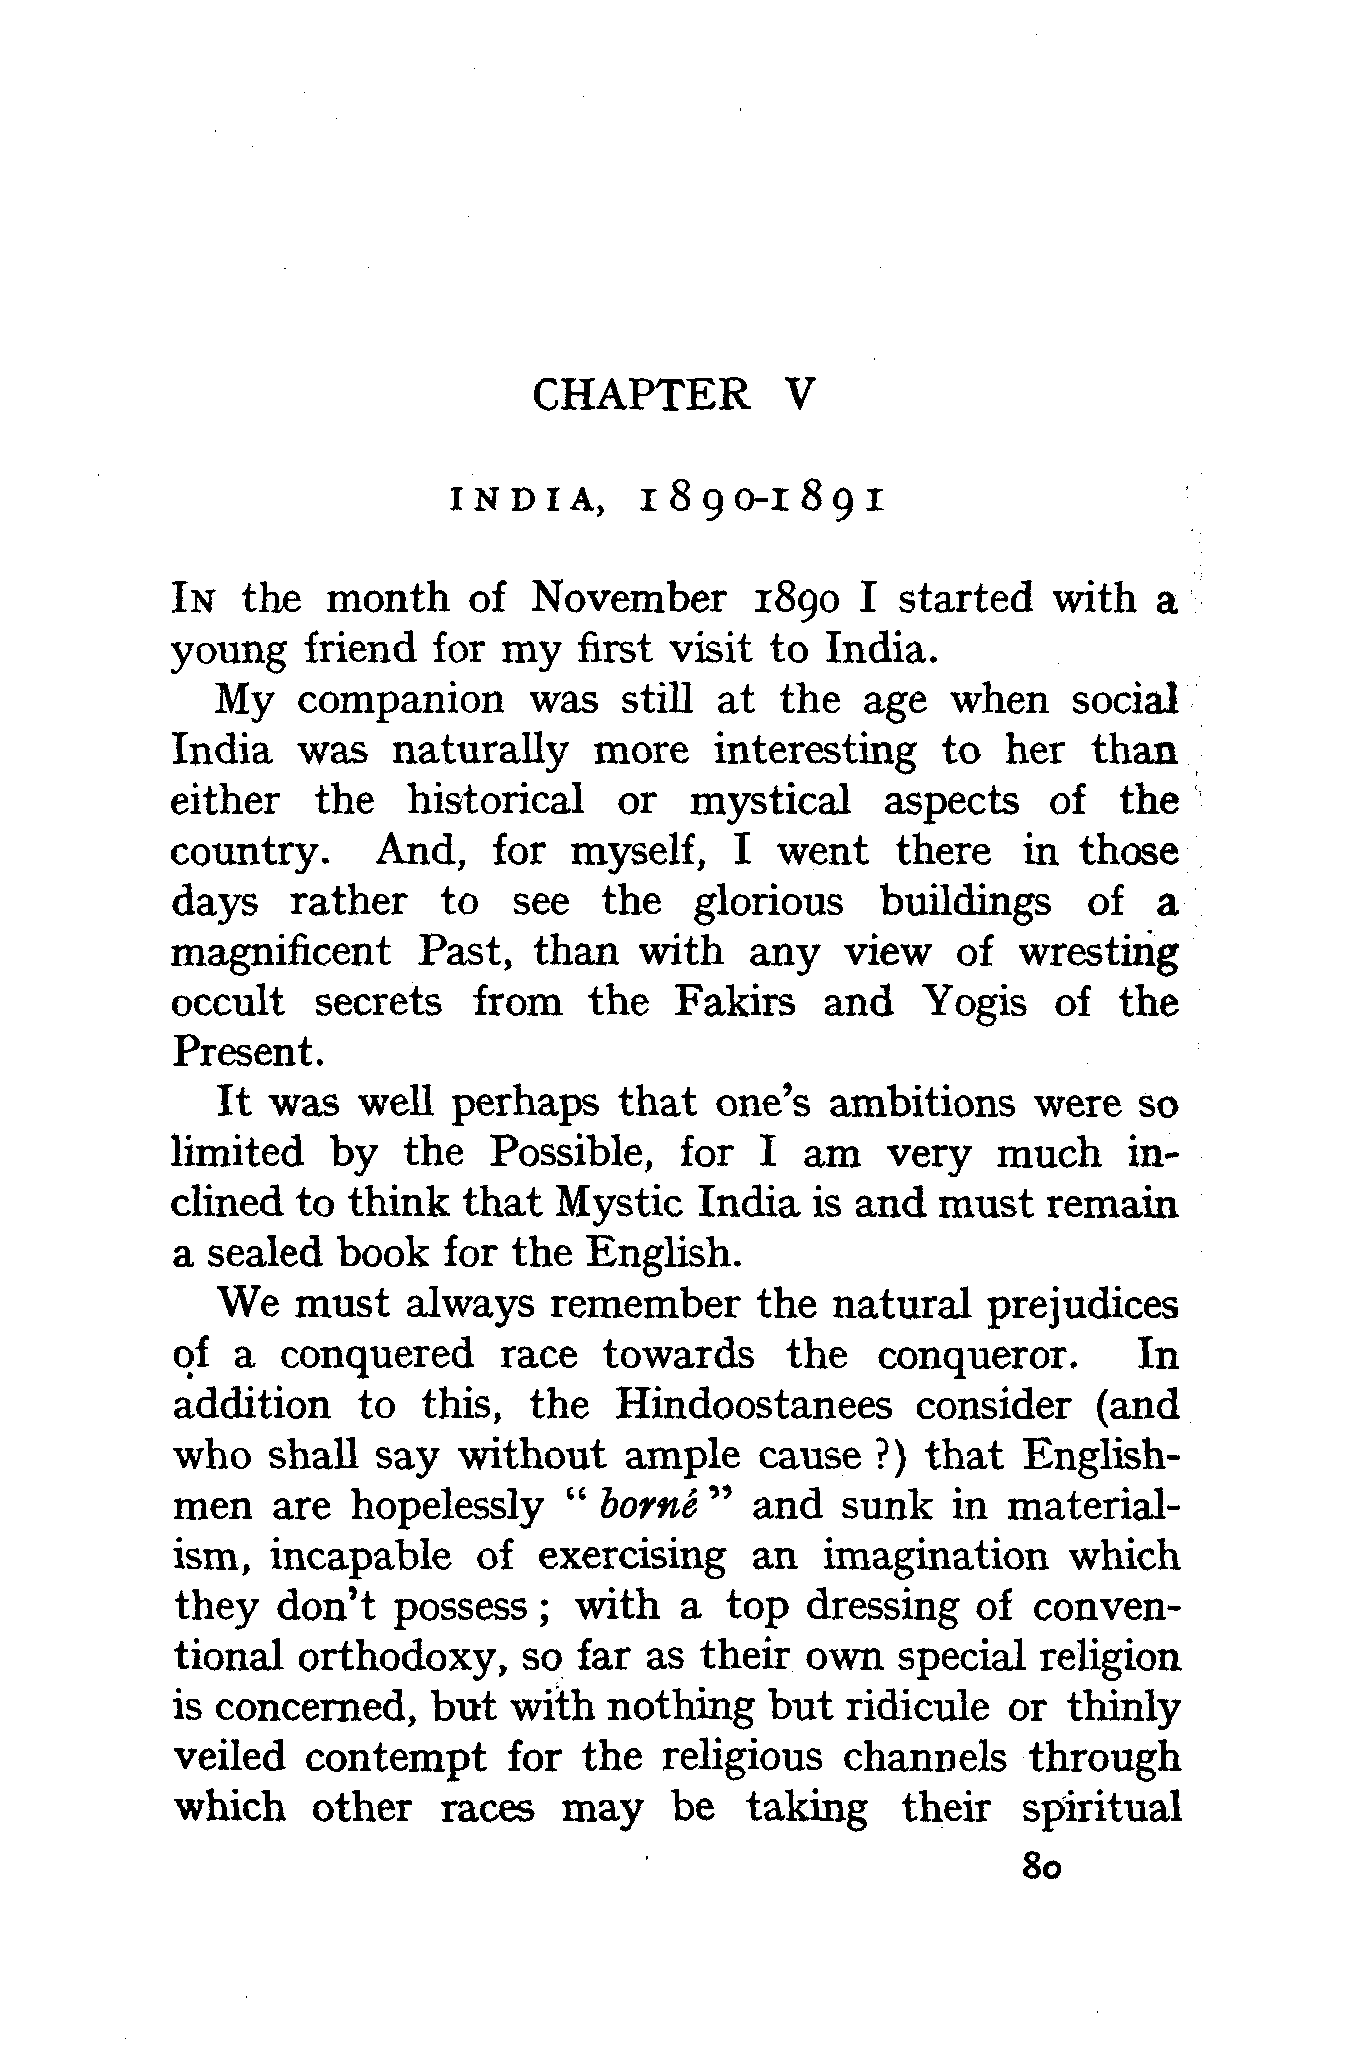 CHAPTER V
INDIA, 1890-1891
IN the month of November 1890 I started with a
young friend for my first visit to India.
My companion was still at the age when social
India was naturally more interesting to her than
either the historical or mystical aspects of the
country. And, for myself, I went there in those
days rather to see the glorious buildings of a
magnificent Past, than with any view of wresting
occult secrets from the Fakirs and Yogis of the
Present.
It was well perhaps that one's ambitions were so
limited by the Possible, for I am very much in-
clined to think that Mystic India is and must remain
a sealed book for the English.
We must always remember the natural prejudices
of a conquered race towards the conqueror. In
addition to this, the Hindoostanees consider (and
who shall say without ample cause ?) that English-
men are hopelessly " borné " and sunk in material-
ism, incapable of exercising an imagination which
they don't possess ; with a top dressing of conven-
tional orthodoxy, so far as their own special religion
is concerned, but with nothing but ridicule or thinly
veiled contempt for the religious channels through
which other races may be taking their spiritual
80